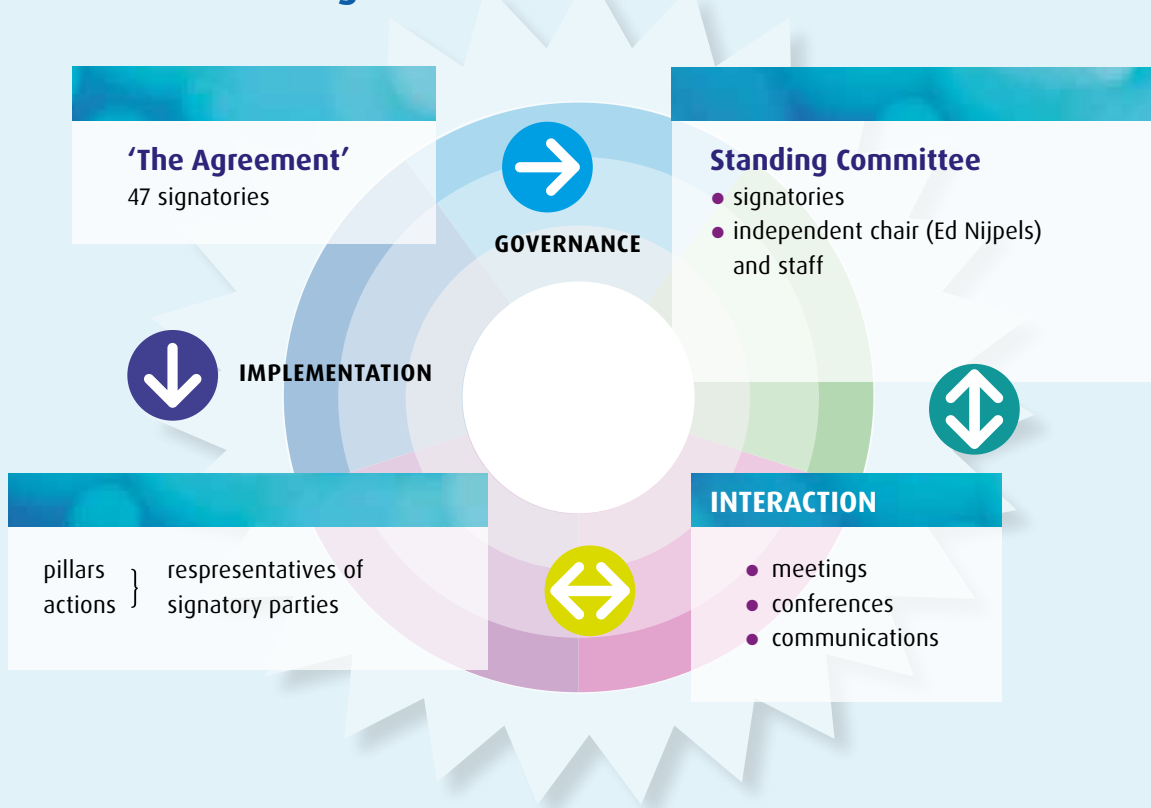 ‘The Agreement’
47 signatories
GOVERNANCE
Standing Committee
• signatories
• independent chair (Ed Nijpels)
and staff
IMPLEMENTATION
pillars
actions
}
respresentatives of
signatory parties
INTERACTION
• meetings
• conferences
• communications